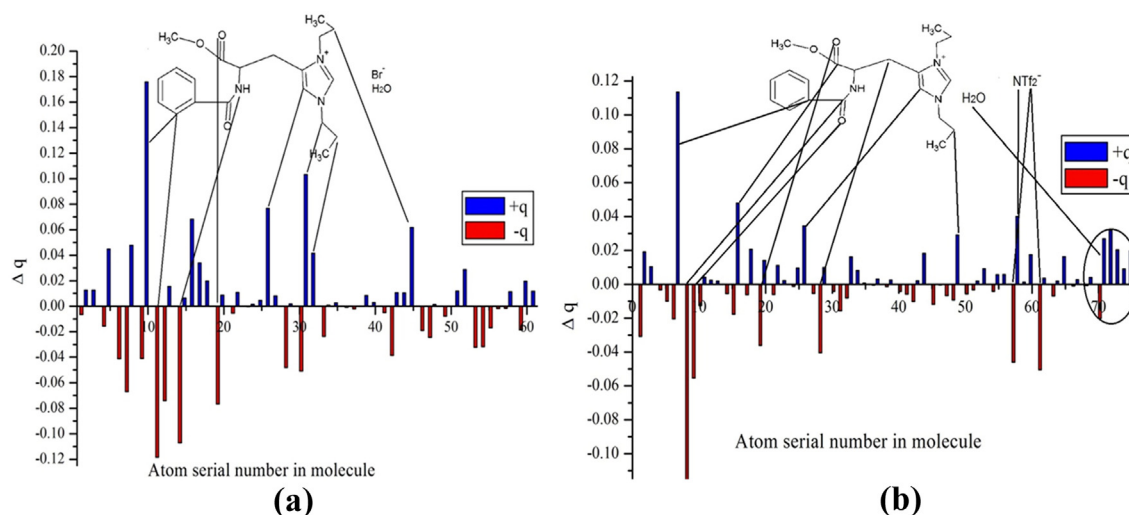 H₃C
0.20
0.18
0.16
0.14
0.12
0.10
0.08
0.06
0.04
0.02
0.00
-0.02
-0.04
-0.06
-0.08
-0.10
-0.12
Δ q
O
H₃C
O
N⁺
NH
N
O
H₃C
Br⁻
H₂O
+q
-q
10 20 30 40 50 60
Atom serial number in molecule
(a)
0.12
0.10
0.08
0.06
0.04
0.02
0.00
-0.02
-0.04
-0.06
-0.08
-0.10
Δ q
CH₃
O
H₃C
O
N⁺
NH
N
O
H₃C
H2O
NTf2⁻
+q
-q
10 20 30 40 50 60 70
Atom serial number in molecule
(b)